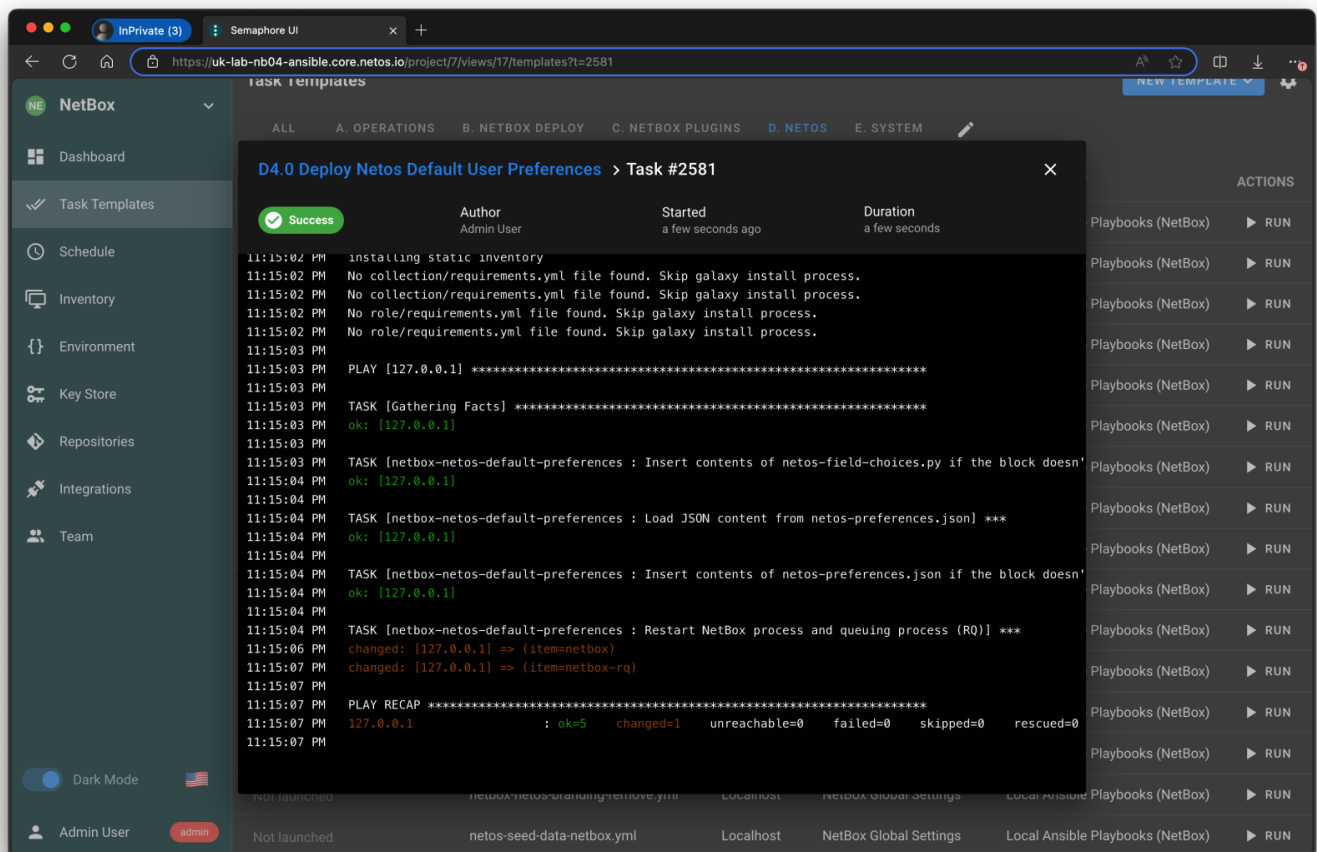 InPrivate (3)
Semaphore UI
https://uk-lab-nb04-ansible.core.netos.io/project/7/views/17/templates?t=2581
NE NetBox
Dashboard
Task Templates
Schedule
Inventory
Environment
Key Store
Repositories
Integrations
Team
Dark Mode
Admin User admin
Task Templates
NEW TEMPLATE
ALL A. OPERATIONS B. NETBOX DEPLOY C. NETBOX PLUGINS D. NETOS E. SYSTEM
ACTIONS
D4.0 Deploy Netos Default User Preferences > Task #2581
Success
Author
Admin User
Started
a few seconds ago
Duration
a few seconds
11:15:02 PM installing static inventory
11:15:02 PM No collection/requirements.yml file found. Skip galaxy install process.
11:15:02 PM No collection/requirements.yml file found. Skip galaxy install process.
11:15:02 PM No role/requirements.yml file found. Skip galaxy install process.
11:15:02 PM No role/requirements.yml file found. Skip galaxy install process.
11:15:03 PM
11:15:03 PM PLAY [127.0.0.1] ***************************************************************
11:15:03 PM
11:15:03 PM TASK [Gathering Facts] *********************************************************
11:15:03 PM ok: [127.0.0.1]
11:15:03 PM
11:15:03 PM TASK [netbox-netos-default-preferences : Insert contents of netos-field-choices.py if the block doesn'
11:15:04 PM ok: [127.0.0.1]
11:15:04 PM
11:15:04 PM TASK [netbox-netos-default-preferences : Load JSON content from netos-preferences.json] ***
11:15:04 PM ok: [127.0.0.1]
11:15:04 PM
11:15:04 PM TASK [netbox-netos-default-preferences : Insert contents of netos-preferences.json if the block doesn'
11:15:04 PM ok: [127.0.0.1]
11:15:04 PM
11:15:04 PM TASK [netbox-netos-default-preferences : Restart NetBox process and queuing process (RQ)] ***
11:15:06 PM changed: [127.0.0.1] => (item=netbox)
11:15:07 PM changed: [127.0.0.1] => (item=netbox-rq)
11:15:07 PM
11:15:07 PM PLAY RECAP *********************************************************************
11:15:07 PM 127.0.0.1 : ok=5 changed=1 unreachable=0 failed=0 skipped=0 rescued=0
11:15:07 PM
Playbooks (NetBox) RUN
Playbooks (NetBox) RUN
Playbooks (NetBox) RUN
Playbooks (NetBox) RUN
Playbooks (NetBox) RUN
Playbooks (NetBox) RUN
Playbooks (NetBox) RUN
Playbooks (NetBox) RUN
Playbooks (NetBox) RUN
Playbooks (NetBox) RUN
Playbooks (NetBox) RUN
Playbooks (NetBox) RUN
Playbooks (NetBox) RUN
Playbooks (NetBox) RUN
Not launched netbox-netos-branding-remove.yml Localhost NetBox Global Settings Local Ansible Playbooks (NetBox) RUN
Not launched netos-seed-data-netbox.yml Localhost NetBox Global Settings Local Ansible Playbooks (NetBox) RUN